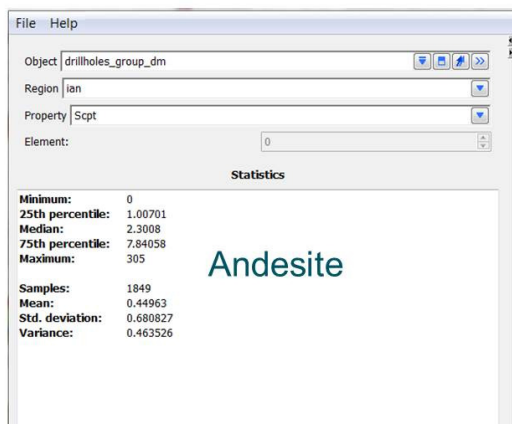 File Help
Object drillholes_group_dm
Region ian
Property Scpt
Element: 0
Statistics
Minimum: 0
25th percentile: 1.00701
Median: 2.3008
75th percentile: 7.84058
Maximum: 305
Andesite
Samples: 1849
Mean: 0.44963
Std. deviation: 0.680827
Variance: 0.463526